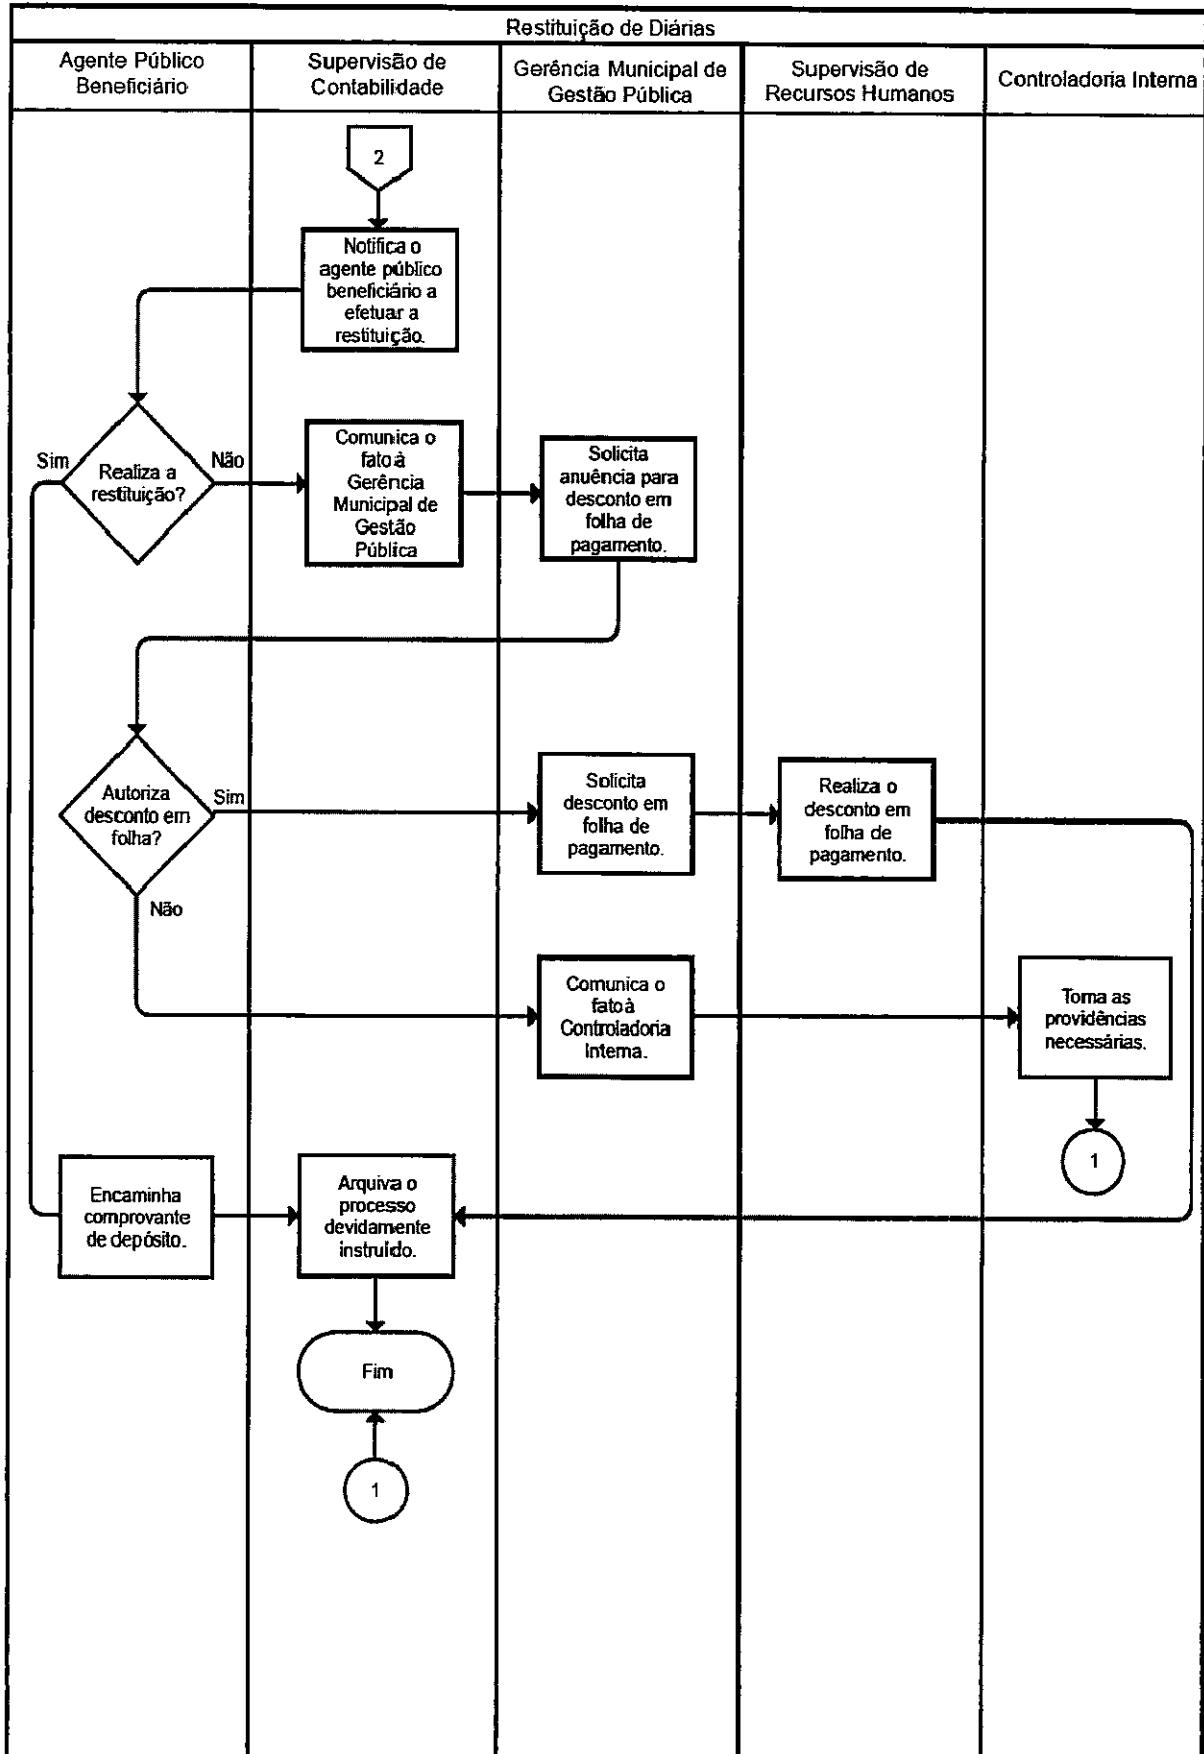 Restituição de Diárias
Agente Público
Beneficiário
Supervisão de
Contabilidade
Gerência Municipal de
Gestão Pública
Supervisão de
Recursos Humanos
Controladoria Interna
2
Notifica o
agente público
beneficiário a
efetuar a
restituição.
Sim
Realiza a
restituição?
Não
Comunica o
fato à
Gerência
Municipal de
Gestão
Pública
Solicita
anuência para
desconto em
folha de
pagamento.
Autoriza
desconto em
folha?
Sim
Não
Solicita
desconto em
folha de
pagamento.
Realiza o
desconto em
folha de
pagamento.
Comunica o
fato à
Controladoria
Interna.
Toma as
providências
necessárias.
1
Encaminha
comprovante
de depósito.
Arquiva o
processo
devidamente
instruído.
Fim
1